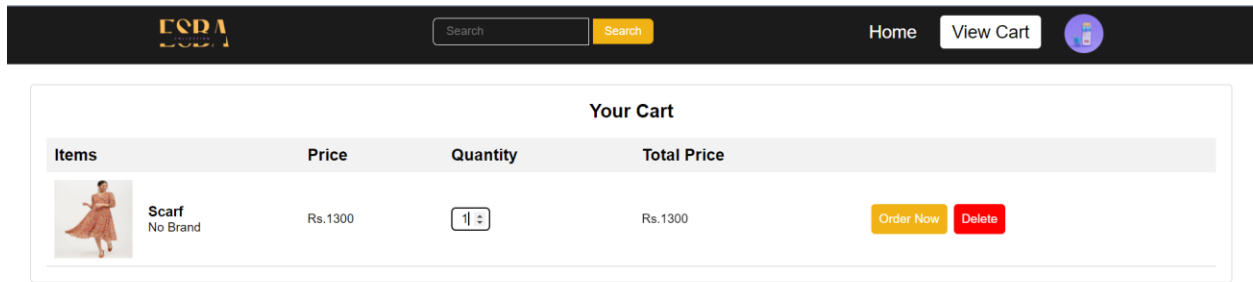 ESBA
COLLECTION
Search Search Home View Cart
Your Cart
Items Price Quantity Total Price
Scarf
No Brand
Rs.1300 1 Rs.1300 Order Now Delete